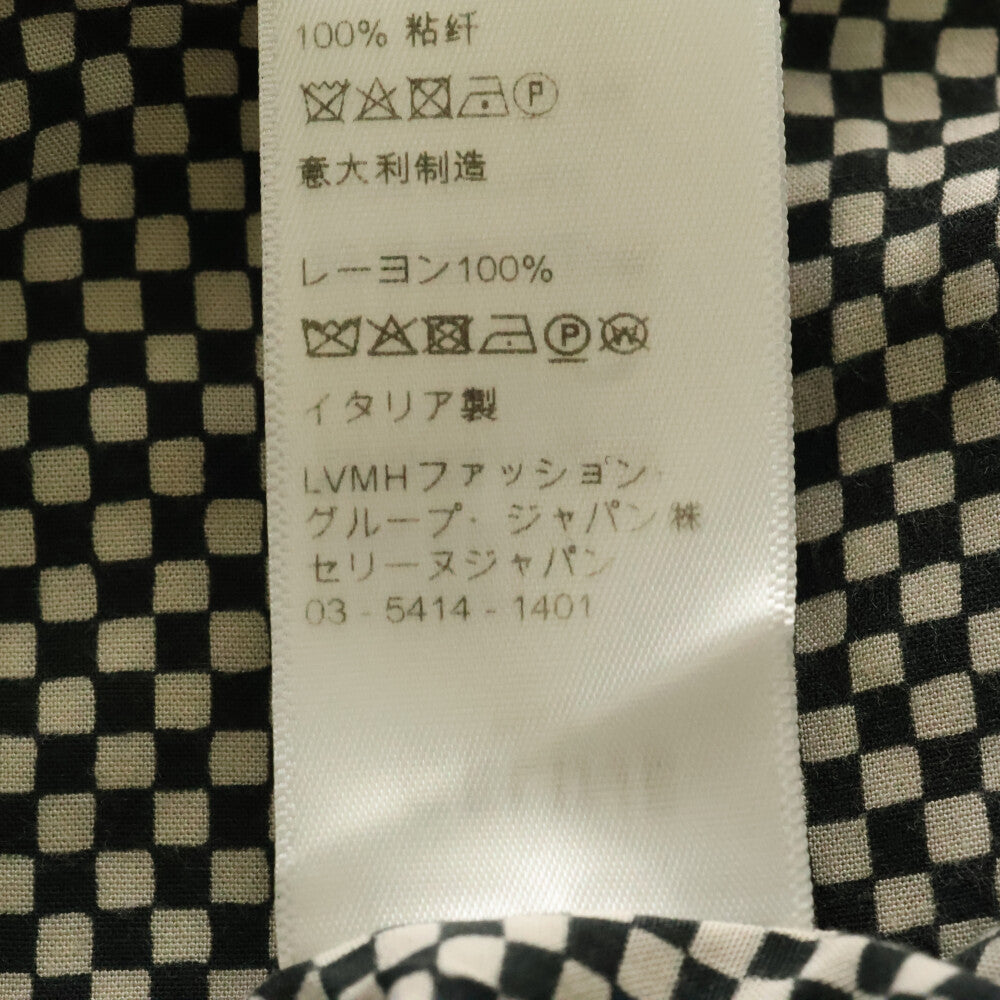 100% 粘纤
P
意大利制造
レーヨン100%
P W
イタリア製
LVMHファッション
グループ・ジャパン 株
セリーヌジャパン
03 - 5414 - 1401